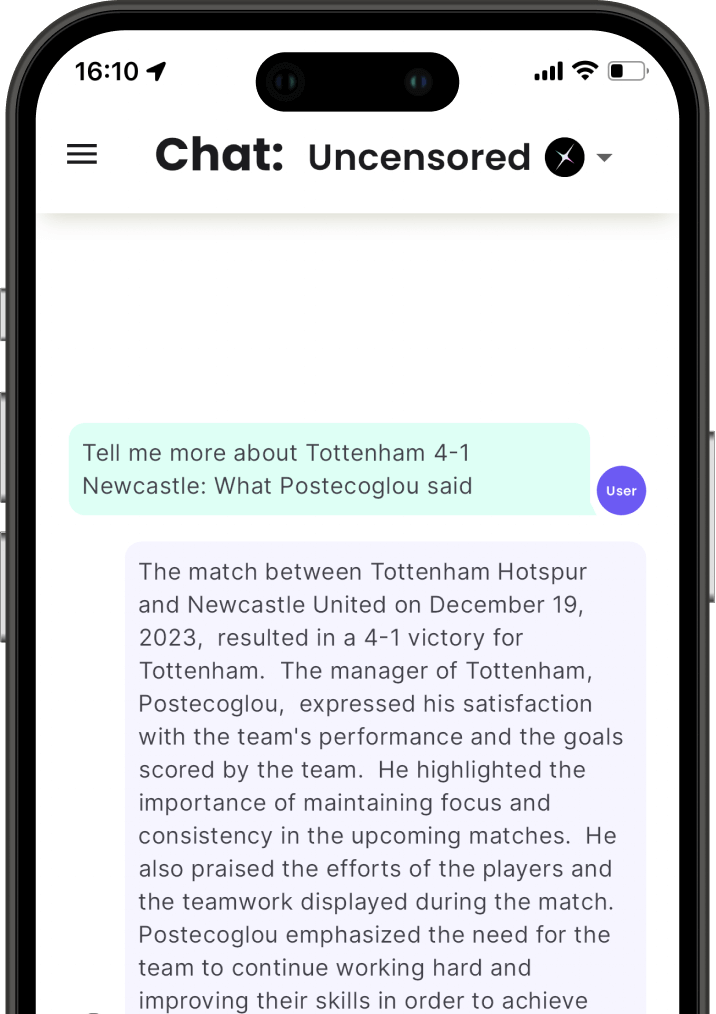 16:10
Chat: Uncensored
Tell me more about Tottenham 4-1
Newcastle: What Postecoglou said
User
The match between Tottenham Hotspur
and Newcastle United on December 19,
2023,  resulted in a 4-1 victory for
Tottenham.  The manager of Tottenham,
Postecoglou,  expressed his satisfaction
with the team's performance and the goals
scored by the team.  He highlighted the
importance of maintaining focus and
consistency in the upcoming matches.  He
also praised the efforts of the players and
the teamwork displayed during the match.
Postecoglou emphasized the need for the
team to continue working hard and
improving their skills in order to achieve